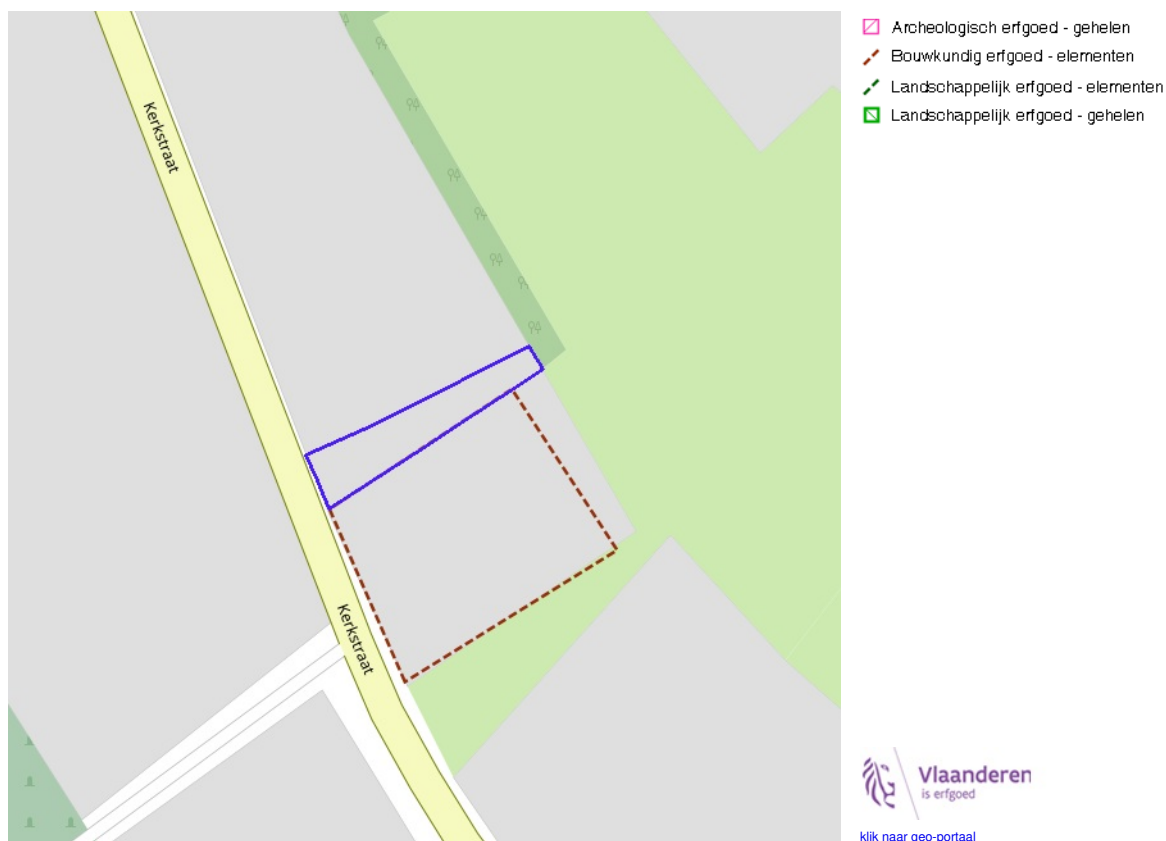 Kerkstraat
Kerkstraat
Archeologisch erfgoed - gehelen
Bouwkundig erfgoed - elementen
Landschappelijk erfgoed - elementen
Landschappelijk erfgoed - gehelen
Vlaanderen
is erfgoed
klik naar geo-portaal